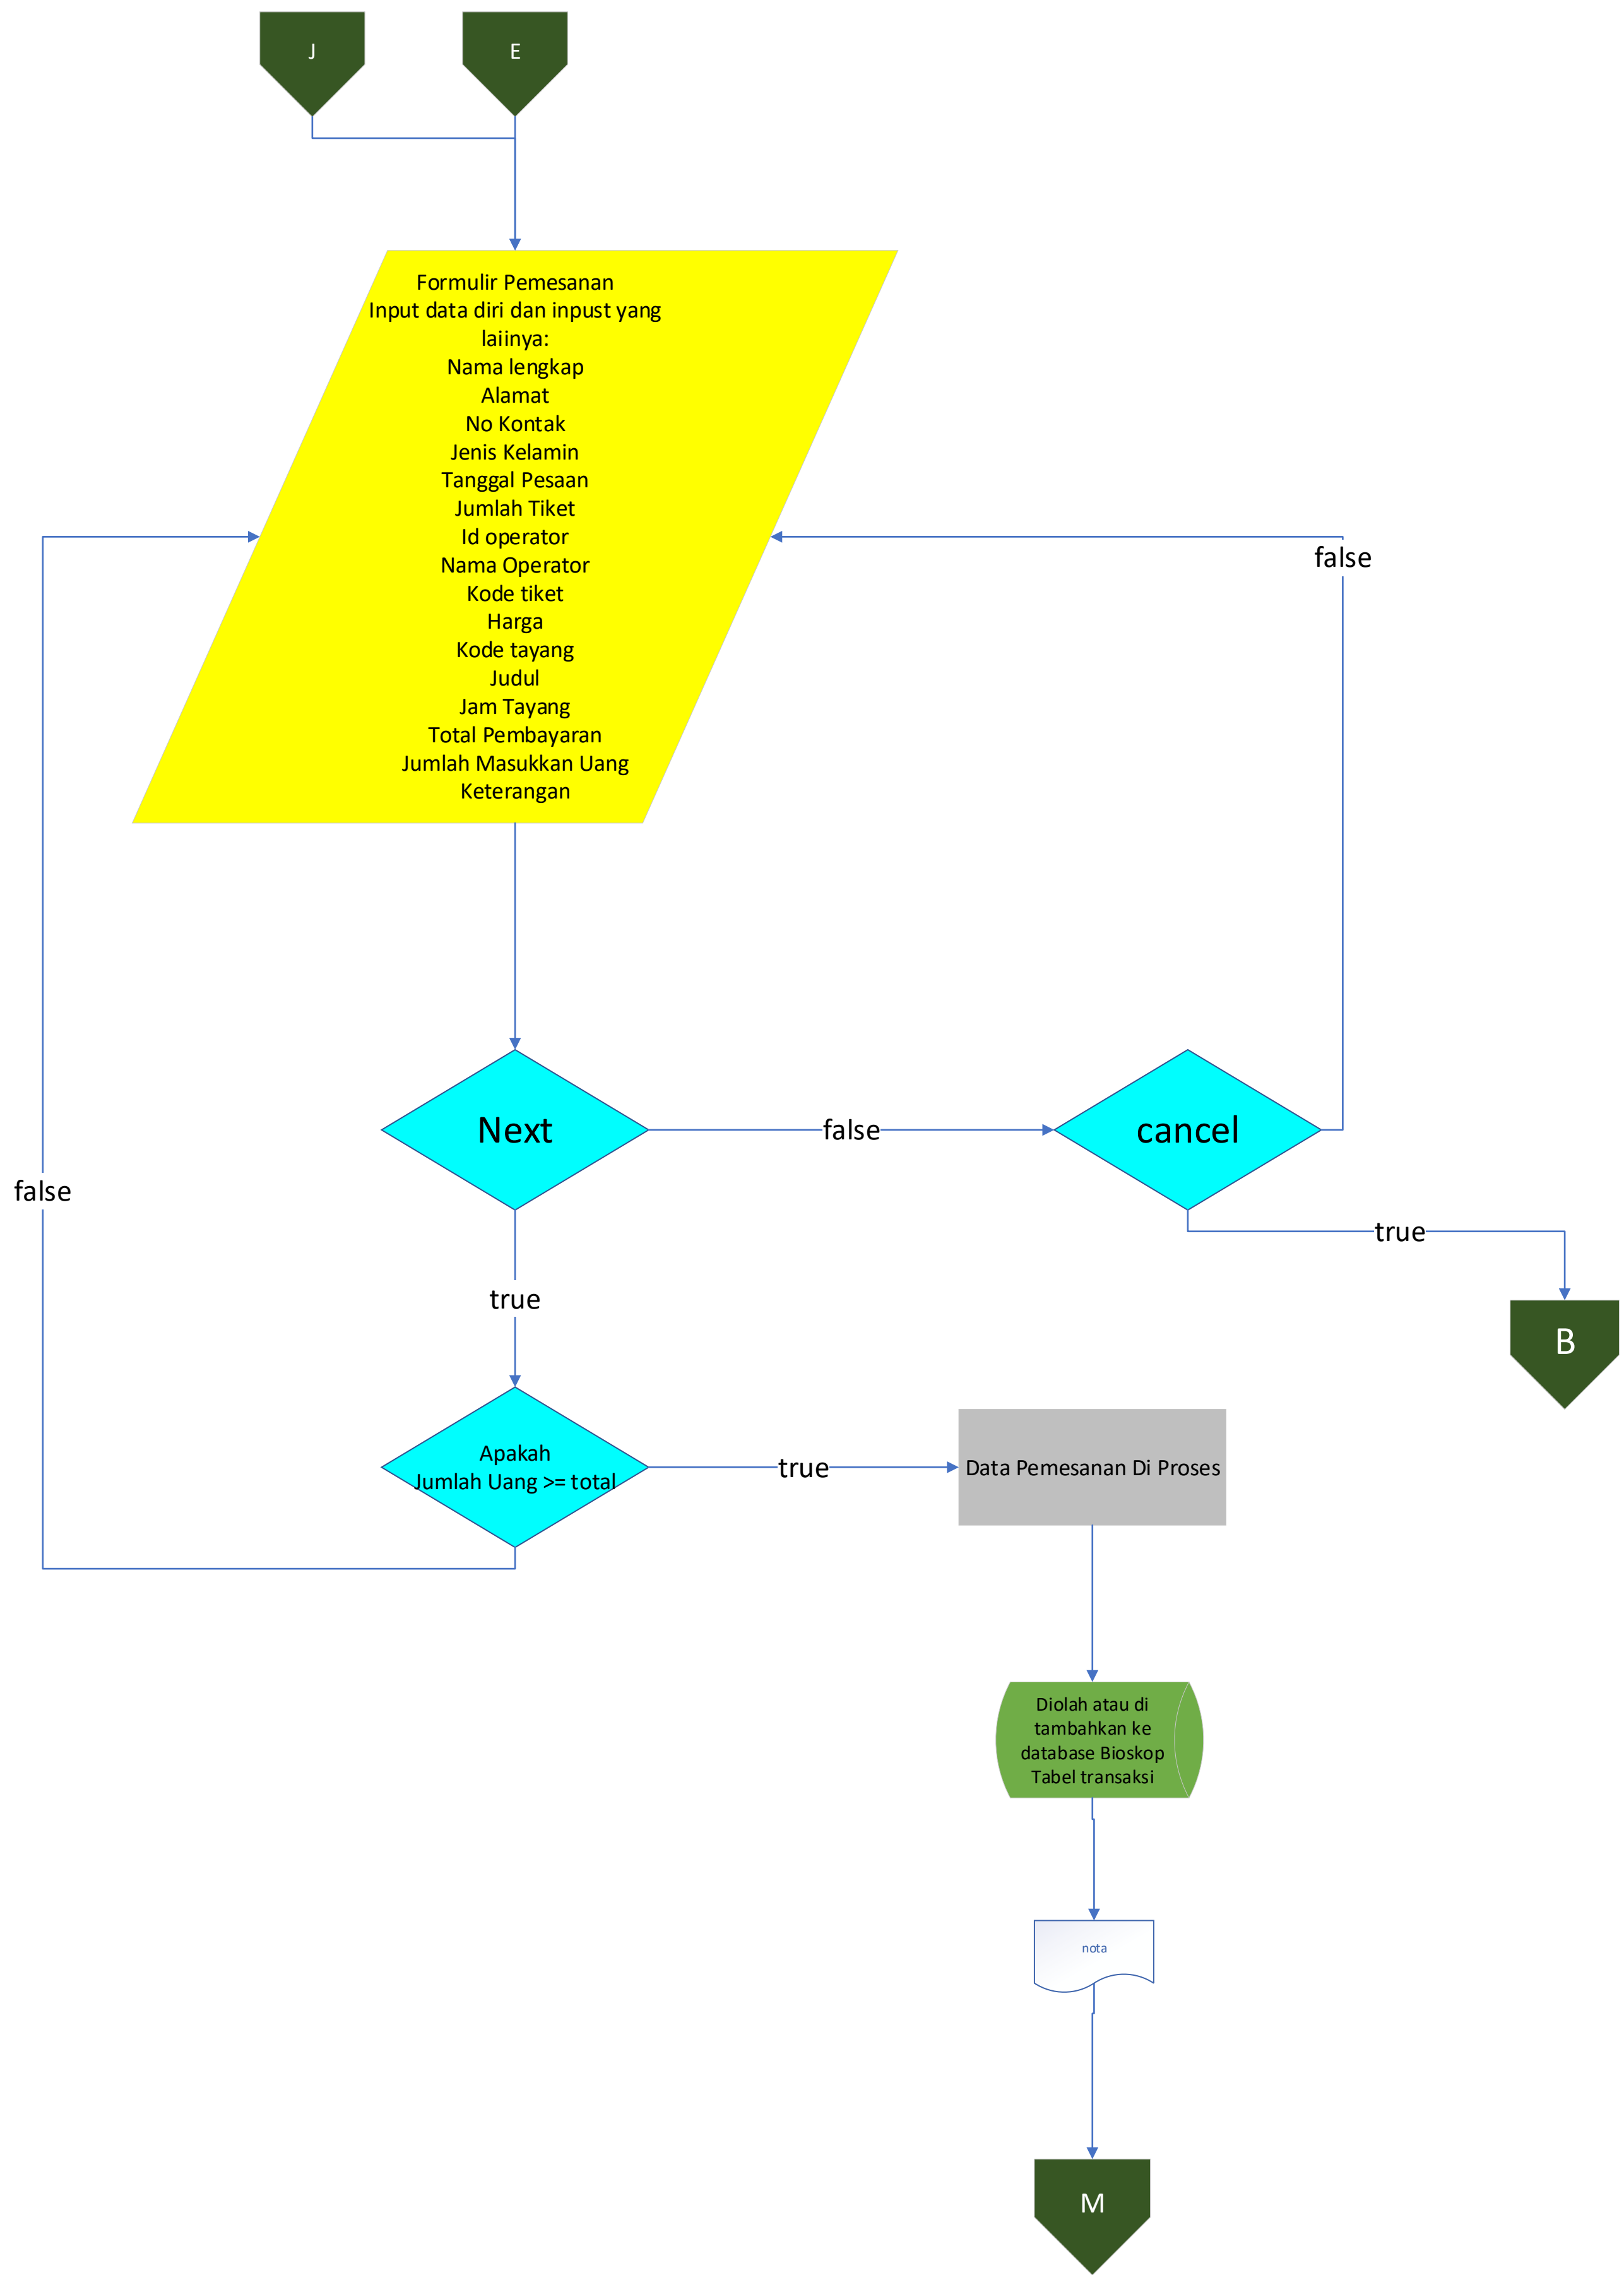 J
E
Formulir Pemesanan
Input data diri dan inpust yang
laiinya:
Nama lengkap
Alamat
No Kontak
Jenis Kelamin
Tanggal Pesaan
Jumlah Tiket
Id operator
Nama Operator
Kode tiket
Harga
Kode tayang
Judul
Jam Tayang
Total Pembayaran
Jumlah Masukkan Uang
Keterangan
false
Next
false
cancel
false
true
true
B
Apakah
Jumlah Uang >= total
true
Data Pemesanan Di Proses
Diolah atau di
tambahkan ke
database Bioskop
Tabel transaksi
nota
M